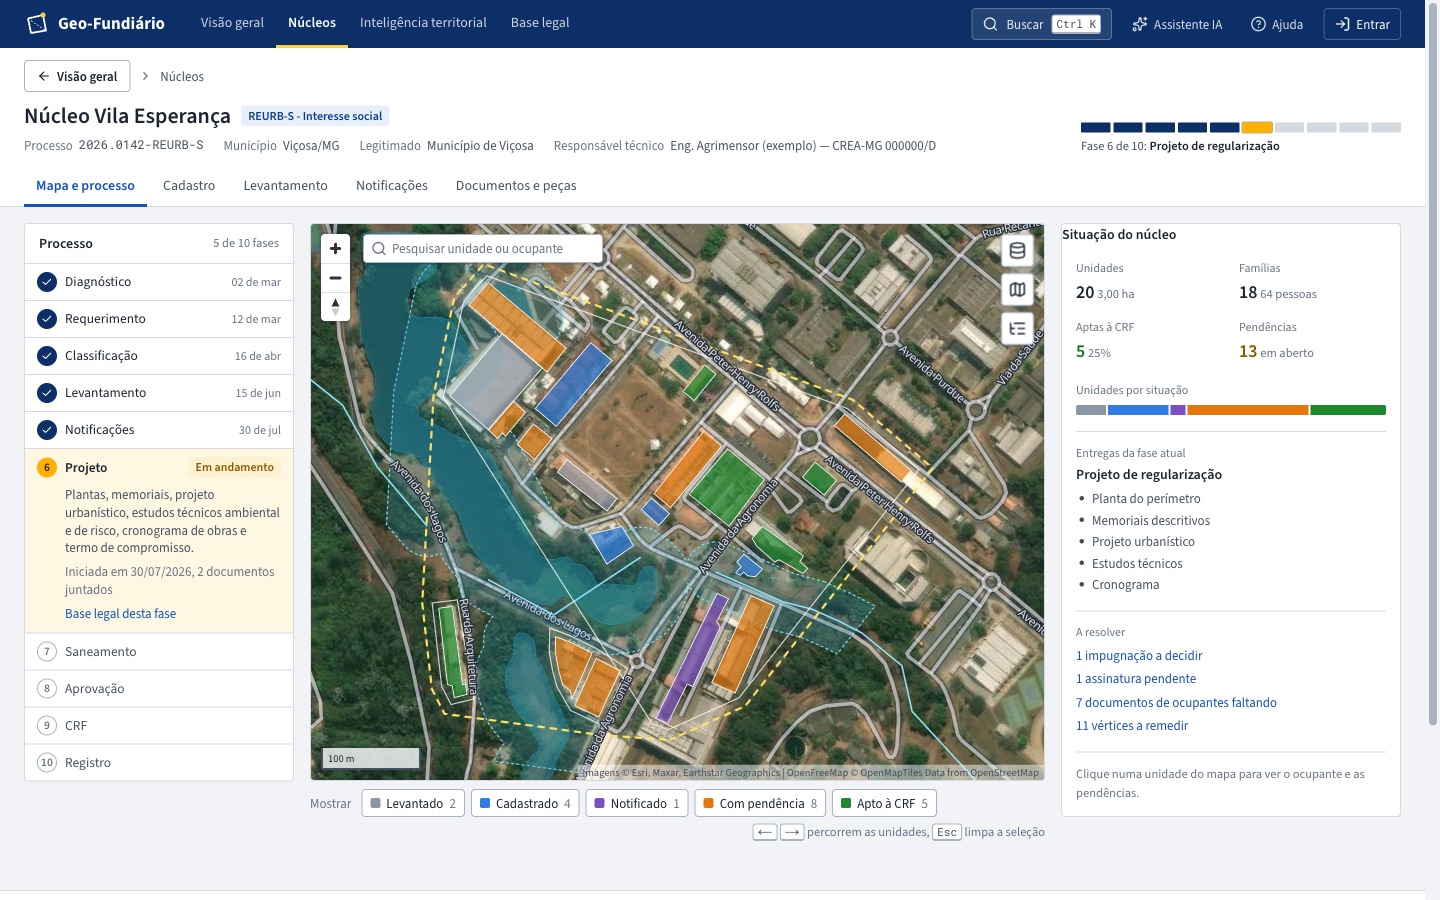 Geo-Fundiário
Visão geral
Núcleos
Inteligência territorial
Base legal
Buscar Ctrl K
Assistente IA
Ajuda
Entrar
Visão geral
Núcleos
Núcleo Vila Esperança
REURB-S - Interesse social
Processo 2026.0142-REURB-S
Município Viçosa/MG
Legitimado Município de Viçosa
Responsável técnico Eng. Agrimensor (exemplo) — CREA-MG 000000/D
Fase 6 de 10: Projeto de regularização
Mapa e processo
Cadastro
Levantamento
Notificações
Documentos e peças
Processo
5 de 10 fases
Diagnóstico
02 de mar
Requerimento
12 de mar
Classificação
16 de abr
Levantamento
15 de jun
Notificações
30 de jul
6
Projeto
Em andamento
Plantas, memoriais, projeto
urbanístico, estudos técnicos ambiental
e de risco, cronograma de obras e
termo de compromisso.
Iniciada em 30/07/2026, 2 documentos
juntados
Base legal desta fase
7
Saneamento
8
Aprovação
9
CRF
10
Registro
Pesquisar unidade ou ocupante
Avenida Peter Henry Rolfs
Avenida Purdue
Via da Saúde
Avenida Peter Henry Rolfs
Avenida da Agronomia
Avenida dos Lagos
Avenida dos Lagos
Rua da Arquitetura
100 m
Imagens © Esri, Maxar, Earthstar Geographics | OpenFreeMap © OpenMapTiles Data from OpenStreetMap
Mostrar
Levantado 2
Cadastrado 4
Notificado 1
Com pendência 8
Apto à CRF 5
← → percorrem as unidades, Esc limpa a seleção
Situação do núcleo
Unidades
20 3,00 ha
Famílias
18 64 pessoas
Aptas à CRF
5 25%
Pendências
13 em aberto
Unidades por situação
Entregas da fase atual
Projeto de regularização
• Planta do perímetro
• Memoriais descritivos
• Projeto urbanístico
• Estudos técnicos
• Cronograma
A resolver
1 impugnação a decidir
1 assinatura pendente
7 documentos de ocupantes faltando
11 vértices a remedir
Clique numa unidade do mapa para ver o ocupante e as
pendências.